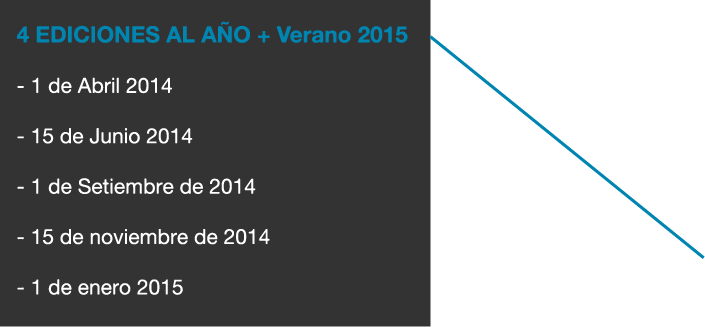 4 EDICIONES AL AÑO + Verano 2015
- 1 de Abril 2014
- 15 de Junio 2014
- 1 de Setiembre de 2014
- 15 de noviembre de 2014
- 1 de enero 2015